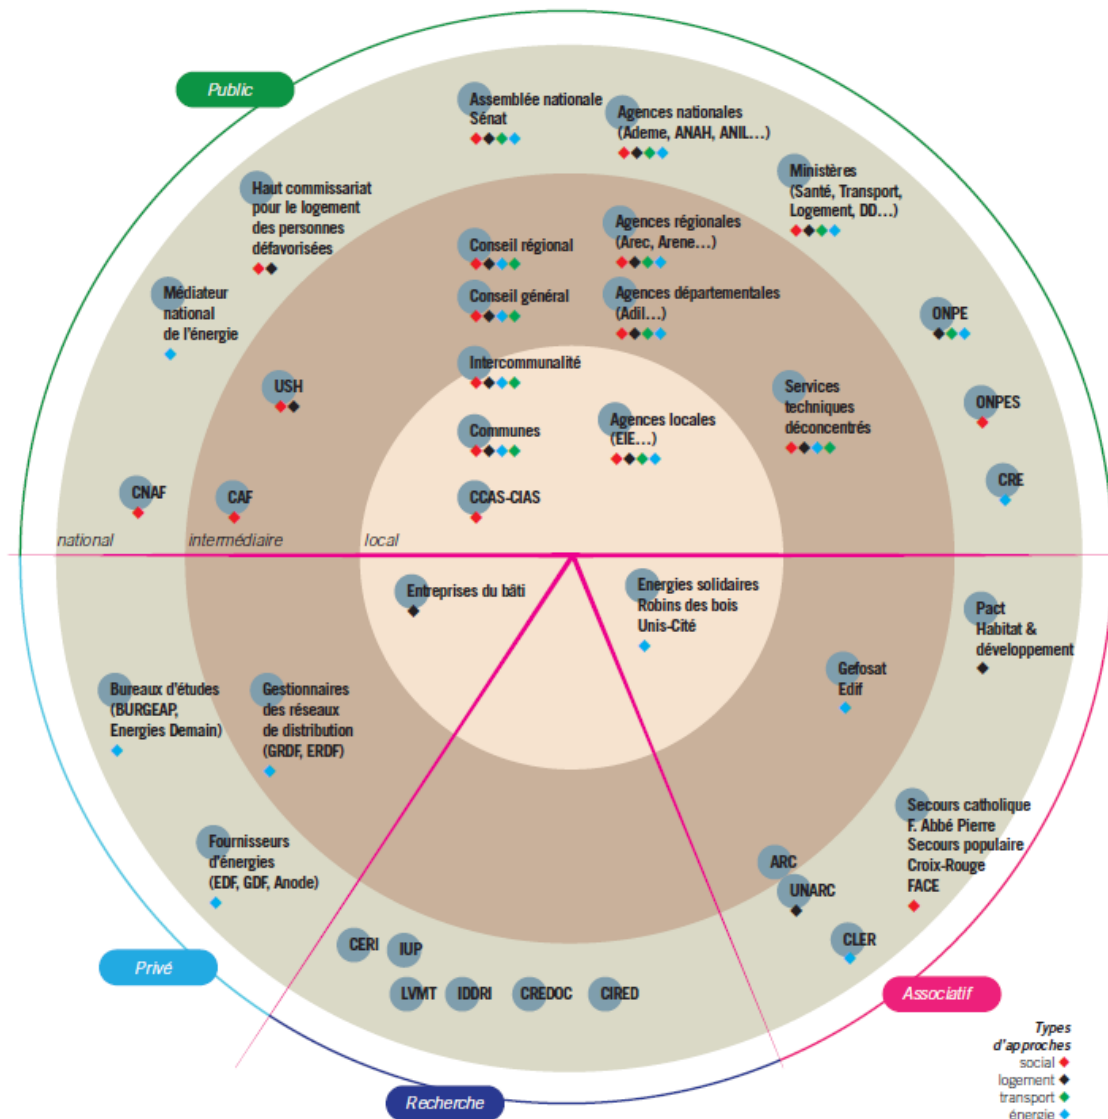 Public
Assemblée nationale
Sénat
Agences nationales
(Ademe, ANAH, ANIL...)
Ministères
(Santé, Transport,
Logement, DD...)
Haut commissariat
pour le logement
des personnes
défavorisées
Agences régionales
(Arec, Arene...)
Conseil régional
Médiateur
national
de l'énergie
Conseil général
Agences départementales
(Adil...)
ONPE
Intercommunalité
USH
Services
techniques
déconcentrés
ONPES
Communes
Agences locales
(EIE...)
CNAF
CAF
CCAS-CIAS
CRE
national
intermédiaire
local
Entreprises du bâti
Energies solidaires
Robins des bois
Unis-Cité
Pact
Habitat &
développement
Gefosat
Edif
Bureaux d'études
(BURGEAP,
Energies Demain)
Gestionnaires
des réseaux
de distribution
(GRDF, ERDF)
Secours catholique
F. Abbé Pierre
Secours populaire
Croix-Rouge
FACE
Fournisseurs
d'énergies
(EDF, GDF, Anode)
ARC
UNARC
CERI
IUP
CLER
Privé
LVMT
IDDRI
CREDOC
CIRED
Associatif
Recherche
Types
d'approches
social
logement
transport
énergie